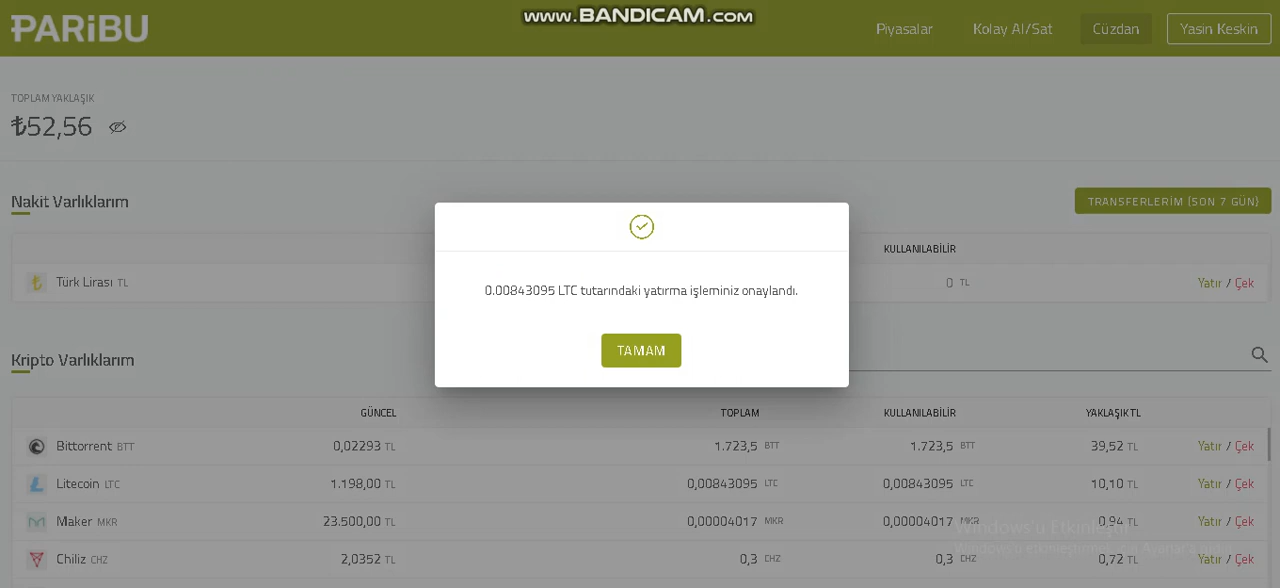 www.BANDICAM.com
PARiBU
Piyasalar
Kolay Al/Sat
Cüzdan
Yasin Keskin
TOPLAM YAKLAŞIK
₺52,56
Nakit Varlıklarım
TRANSFERLERİM (SON 7 GÜN)
KULLANILABİLİR
Türk Lirası TL
0 TL
Yatır / Çek
0.00843095 LTC tutarındaki yatırma işleminiz onaylandı.
TAMAM
Kripto Varlıklarım
GÜNCEL TOPLAM KULLANILABİLİR YAKLAŞIK TL
Bittorrent BTT 0,02293 TL 1.723,5 BTT 1.723,5 BTT 39,52 TL Yatır / Çek
Litecoin LTC 1.198,00 TL 0,00843095 LTC 0,00843095 LTC 10,10 TL Yatır / Çek
Maker MKR 23.500,00 TL 0,00004017 MKR 0,00004017 MKR 0,94 TL Yatır / Çek
Windows'u Etkinleştir
Chiliz CHZ 2,0352 TL 0,3 CHZ 0,3 CHZ 0,72 TL Yatır / Çek
Windows'u etkinleştirmek